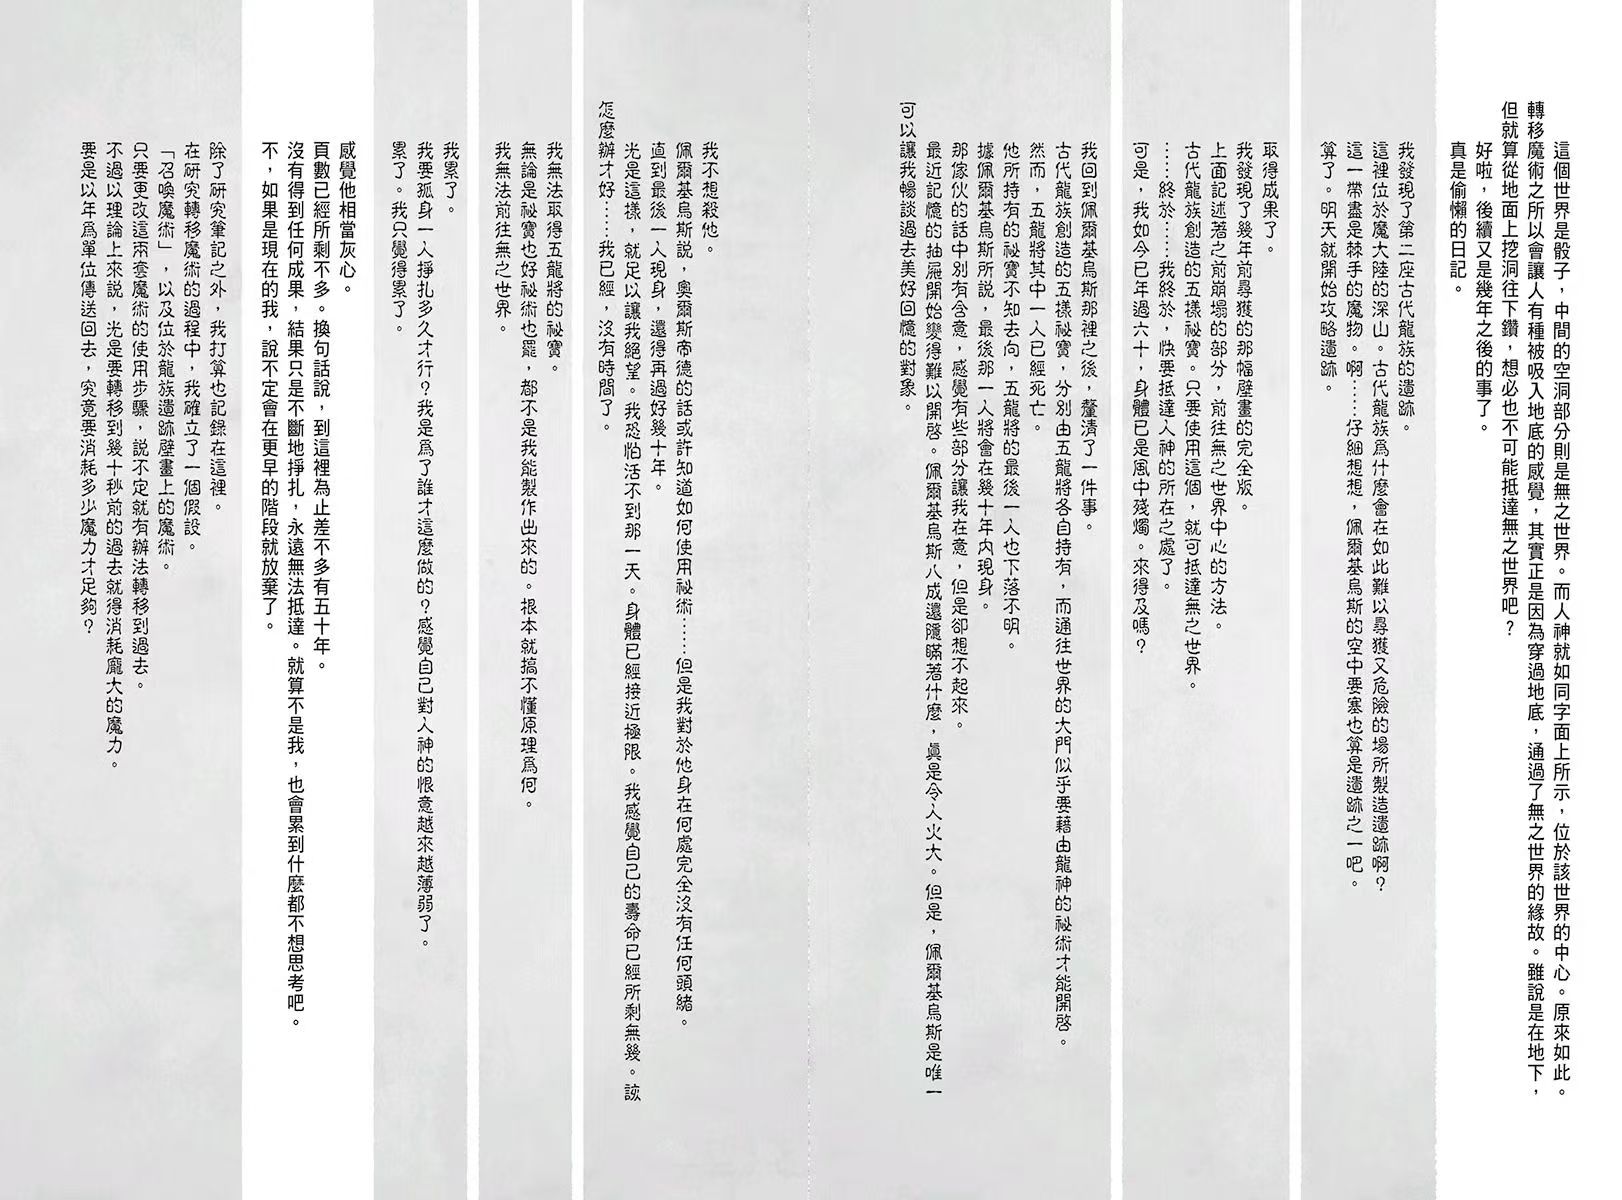 這個世界是骰子，中間的空洞部分則是無之世界。而人神就如同字面上所示，位於該世界的中心。原來如此。
轉移魔術之所以會讓人有種被吸入地底的感覺，其實正是因為穿過地底，通過了無之世界的緣故。雖說是在地下，
但就算從地面上挖洞往下鑽，想必也不可能抵達無之世界吧？
好啦，後續又是幾年之後的事了。
真是偷懶的日記。
我發現了第二座古代龍族的遺跡。
這裡位於魔大陸的深山。古代龍族爲什麼會在如此難以尋獲又危險的場所製造遺跡啊？
這一帶盡是棘手的魔物。啊……仔細想想，佩爾基烏斯的空中要塞也算是遺跡之一吧。
算了。明天就開始攻略遺跡。
取得成果了。
我發現了幾年前尋獲的那幅壁畫的完全版。
上面記述著之前崩塌的部分，前往無之世界中心的方法。
古代龍族創造的五樣祕寶。只要使用這個，就可抵達無之世界。
……終於……我終於，快要抵達人神的所在之處了。
可是，我如今已年過六十，身體已是風中殘燭。來得及嗎？
我回到佩爾基烏斯那裡之後，釐清了一件事。
古代龍族創造的五樣祕寶，分別由五龍將各自持有，而通往世界的大門似乎要藉由龍神的祕術才能開啓。
然而，五龍將其中一人已經死亡。
他所持有的祕寶不知去向，五龍將的最後一人也下落不明。
據佩爾基烏斯所說，最後那一人將會在幾十年內現身。
那傢伙的話中別有含意，感覺有些部分讓我在意，但是卻想不起來。
最近記憶的抽屜開始變得難以開啓。佩爾基烏斯八成還隱瞞著什麼，真是令人火大。但是，佩爾基烏斯是唯一
可以讓我暢談過去美好回憶的對象。
我不想殺他。
佩爾基烏斯說，奧爾斯帝德的話或許知道如何使用祕術……但是我對於他身在何處完全沒有任何頭緒。
直到最後一人現身，還得再過好幾十年。
光是這樣，就足以讓我絕望。我恐怕活不到那一天。身體已經接近極限。我感覺自己的壽命已經所剩無幾。該
怎麼辦才好……我已經，沒有時間了。
我無法取得五龍將的祕寶。
無論是祕寶也好祕術也罷，都不是我能製作出來的。根本就搞不懂原理爲何。
我無法前往無之世界。
我累了。
我要孤身一人掙扎多久才行？我是爲了誰才這麼做的？感覺自己對人神的恨意越來越薄弱了。
累了。我只覺得累了。
感覺他相當灰心。
頁數已經所剩不多。換句話說，到這裡為止差不多有五十年。
沒有得到任何成果，結果只是不斷地掙扎，永遠無法抵達。就算不是我，也會累到什麼都不想思考吧。
不，如果是現在的我，說不定會在更早的階段就放棄了。
除了研究筆記之外，我打算也記錄在這裡。
在研究轉移魔術的過程中，我確立了一個假設。
「召喚魔術」，以及位於龍族遺跡壁畫上的魔術。
只要更改這兩套魔術的使用步驟，說不定就有辦法轉移到過去。
不過以理論上來說，光是要轉移到幾十秒前的過去就得消耗龐大的魔力。
要是以年爲單位傳送回去，究竟要消耗多少魔力才足夠？